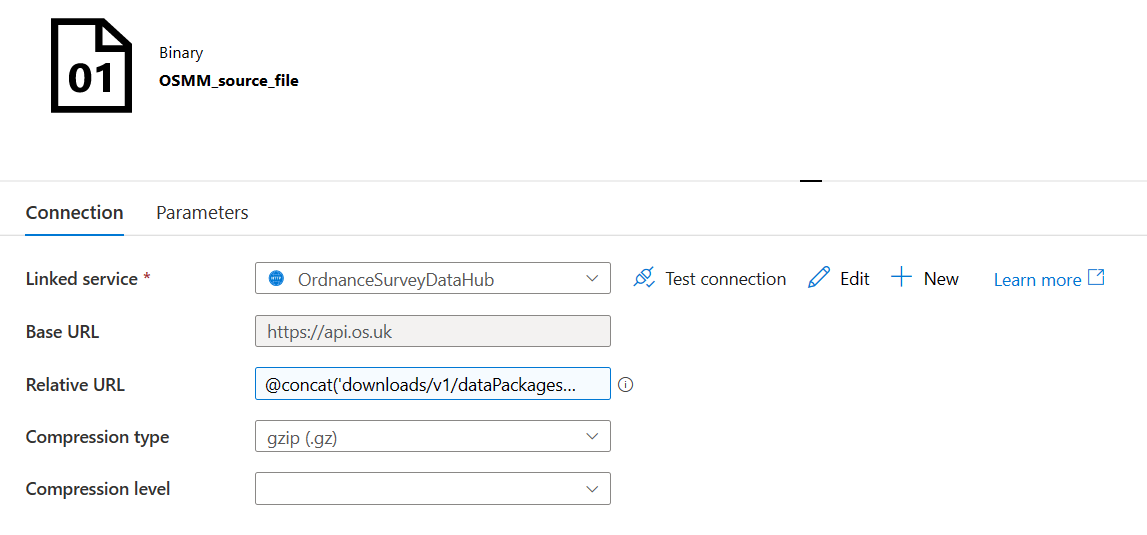 01
Binary
OSMM_source_file
Connection Parameters
Linked service * OrdnanceSurveyDataHub Test connection Edit New Learn more
Base URL https://api.os.uk
Relative URL @concat('downloads/v1/dataPackages...
Compression type gzip (.gz)
Compression level